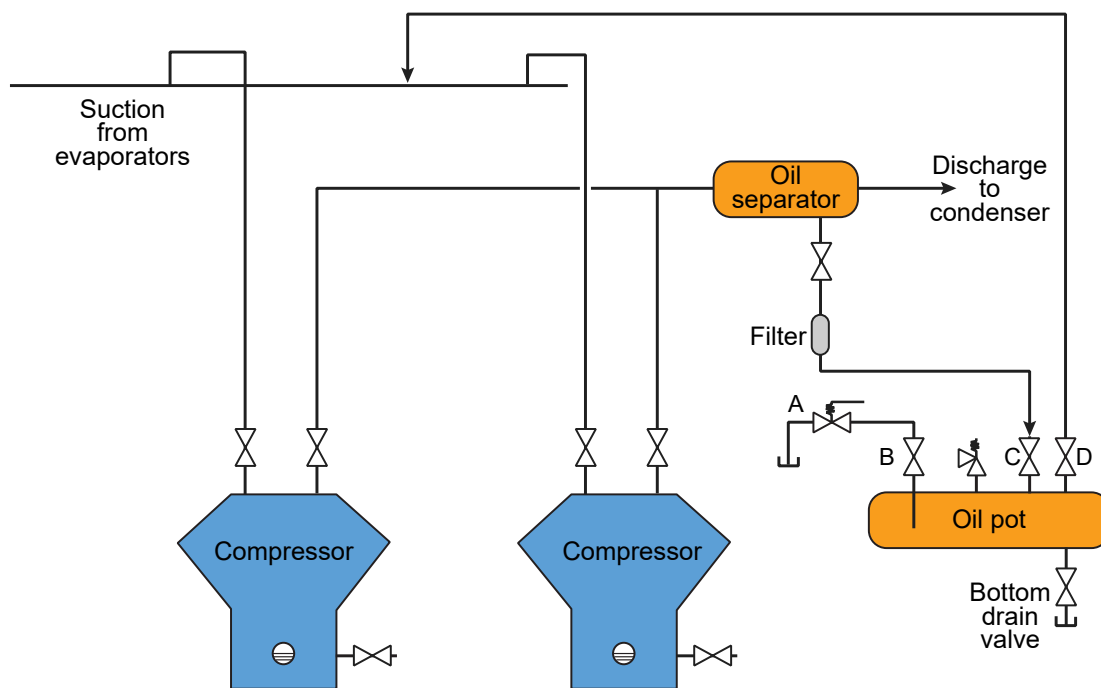 Suction
from
evaporators
Oil
separator
Discharge
to
condenser
Filter
A
B
C
D
Oil pot
Compressor
Compressor
Bottom
drain
valve